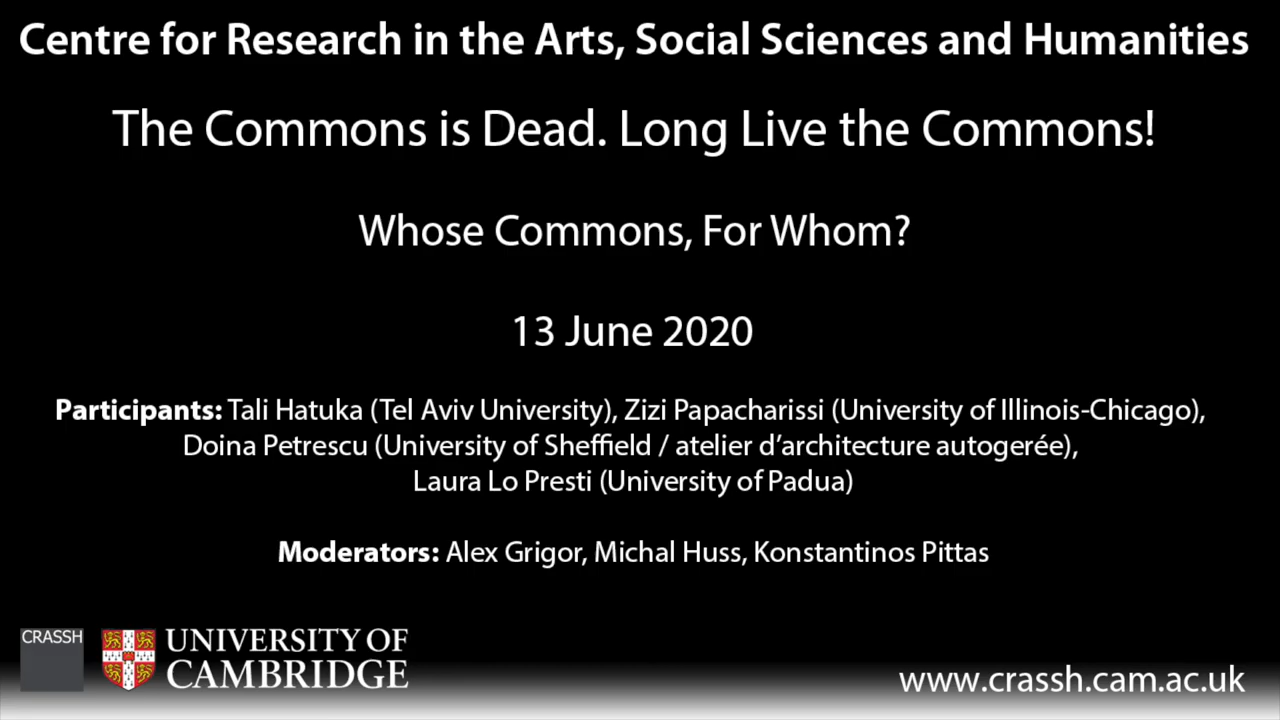 Centre for Research in the Arts, Social Sciences and Humanities
The Commons is Dead. Long Live the Commons!
Whose Commons, For Whom?
13 June 2020
Participants: Tali Hatuka (Tel Aviv University), Zizi Papacharissi (University of Illinois-Chicago),
Doina Petrescu (University of Sheffield / atelier d’architecture autogerée),
Laura Lo Presti (University of Padua)
Moderators: Alex Grigor, Michal Huss, Konstantinos Pittas
CRASSH
UNIVERSITY OF
CAMBRIDGE
www.crassh.cam.ac.uk